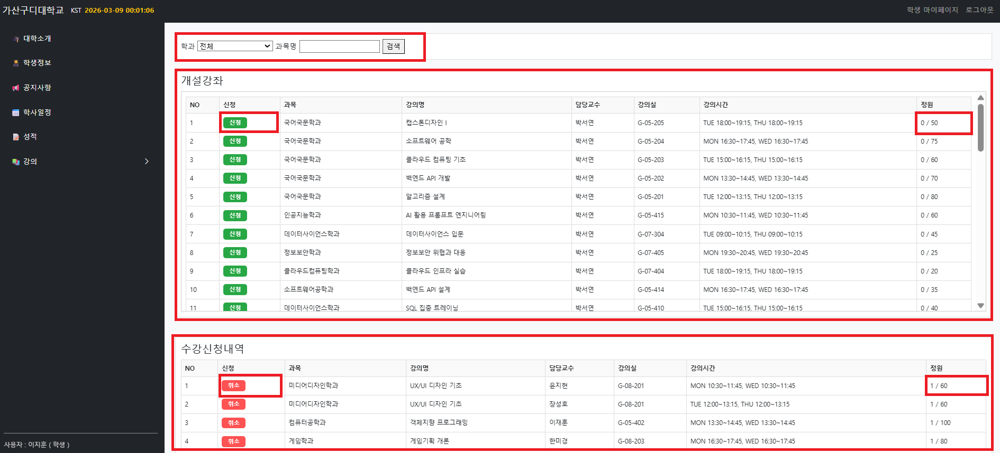 가산구디대학교 KST 2026-03-09 00:01:06 학생 마이페이지 로그아웃
대학소개
학생정보
공지사항
학사일정
성적
강의
사용자 : 이지훈 ( 학생 )
학과 전체 과목명 검색
개설강좌
NO 신청 과목 강의명 담당교수 강의실 강의시간 정원
1 신청 국어국문학과 캡스톤디자인 I 박서연 G-05-205 TUE 18:00~19:15, THU 18:00~19:15 0 / 50
2 신청 국어국문학과 소프트웨어 공학 박서연 G-05-204 MON 16:30~17:45, WED 16:30~17:45 0 / 75
3 신청 국어국문학과 클라우드 컴퓨팅 기초 박서연 G-05-203 TUE 15:00~16:15, THU 15:00~16:15 0 / 60
4 신청 국어국문학과 백엔드 API 개발 박서연 G-05-202 MON 13:30~14:45, WED 13:30~14:45 0 / 70
5 신청 국어국문학과 알고리즘 설계 박서연 G-05-201 TUE 12:00~13:15, THU 12:00~13:15 0 / 80
6 신청 인공지능학과 AI 활용 프롬프트 엔지니어링 박서연 G-05-415 MON 10:30~11:45, WED 10:30~11:45 0 / 60
7 신청 데이터사이언스학과 데이터사이언스 입문 박서연 G-07-304 TUE 09:00~10:15, THU 09:00~10:15 0 / 45
8 신청 정보보안학과 정보보안 위협과 대응 박서연 G-07-405 MON 19:30~20:45, WED 19:30~20:45 0 / 25
9 신청 클라우드컴퓨팅학과 클라우드 인프라 실습 박서연 G-07-404 TUE 18:00~19:15, THU 18:00~19:15 0 / 20
10 신청 소프트웨어공학과 백엔드 API 설계 박서연 G-05-414 MON 16:30~17:45, WED 16:30~17:45 0 / 35
11 신청 데이터사이언스학과 SQL 집중 트레이닝 박서연 G-05-410 TUE 15:00~16:15, THU 15:00~16:15 0 / 40
수강신청내역
NO 신청 과목 강의명 담당교수 강의실 강의시간 정원
1 취소 미디어디자인학과 UX/UI 디자인 기초 윤지현 G-08-201 MON 10:30~11:45, WED 10:30~11:45 1 / 60
2 취소 미디어디자인학과 UX/UI 디자인 기초 장성호 G-08-201 TUE 12:00~13:15, THU 12:00~13:15 1 / 60
3 취소 컴퓨터공학과 객체지향 프로그래밍 이재훈 G-05-402 MON 13:30~14:45, WED 13:30~14:45 1 / 100
4 취소 게임학과 게임기획 개론 한미경 G-08-203 MON 16:30~17:45, WED 16:30~17:45 1 / 80